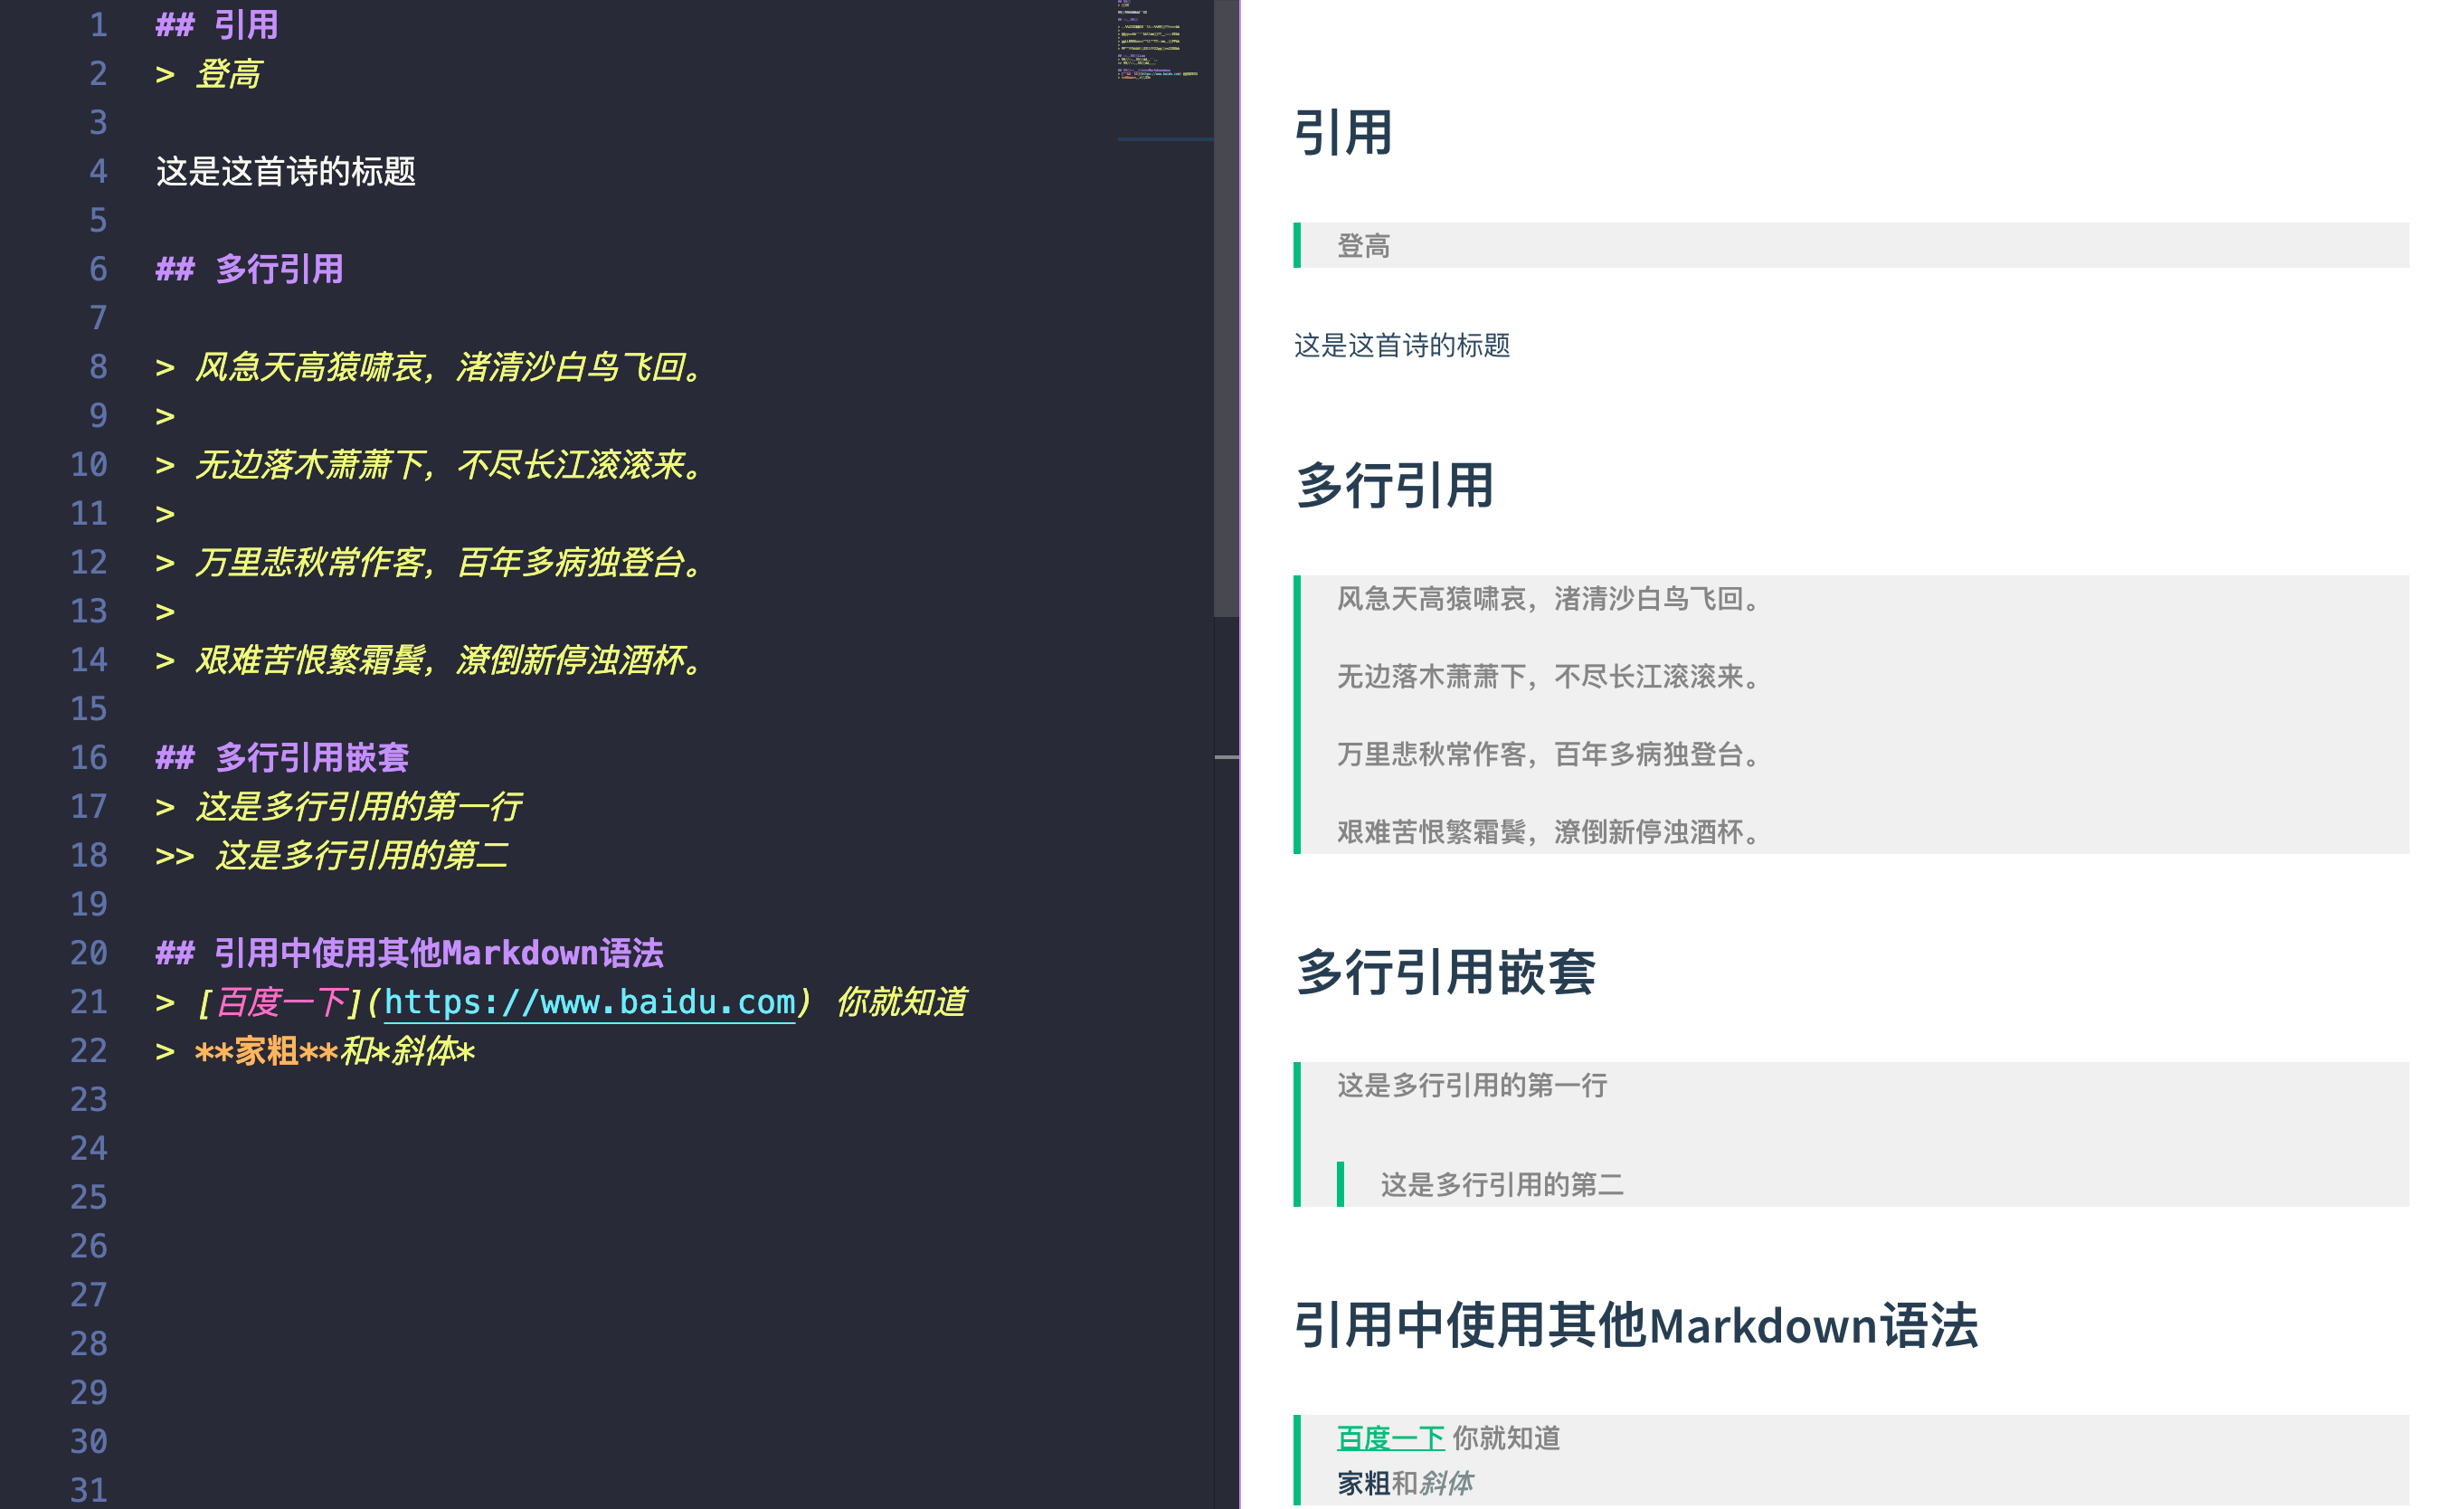 1 ## 引用
2 > 登高
3
4 这是这首诗的标题
5
6 ## 多行引用
7
8 > 风急天高猿啸哀，渚清沙白鸟飞回。
9 >
10 > 无边落木萧萧下，不尽长江滚滚来。
11 >
12 > 万里悲秋常作客，百年多病独登台。
13 >
14 > 艰难苦恨繁霜鬓，潦倒新停浊酒杯。
15
16 ## 多行引用嵌套
17 > 这是多行引用的第一行
18 >> 这是多行引用的第二
19
20 ## 引用中使用其他Markdown语法
21 > [百度一下](https://www.baidu.com) 你就知道
22 > **家粗**和*斜体*
23
24
25
26
27
28
29
30
31
引用
登高
这是这首诗的标题
多行引用
风急天高猿啸哀，渚清沙白鸟飞回。
无边落木萧萧下，不尽长江滚滚来。
万里悲秋常作客，百年多病独登台。
艰难苦恨繁霜鬓，潦倒新停浊酒杯。
多行引用嵌套
这是多行引用的第一行
这是多行引用的第二
引用中使用其他Markdown语法
百度一下 你就知道
家粗和斜体